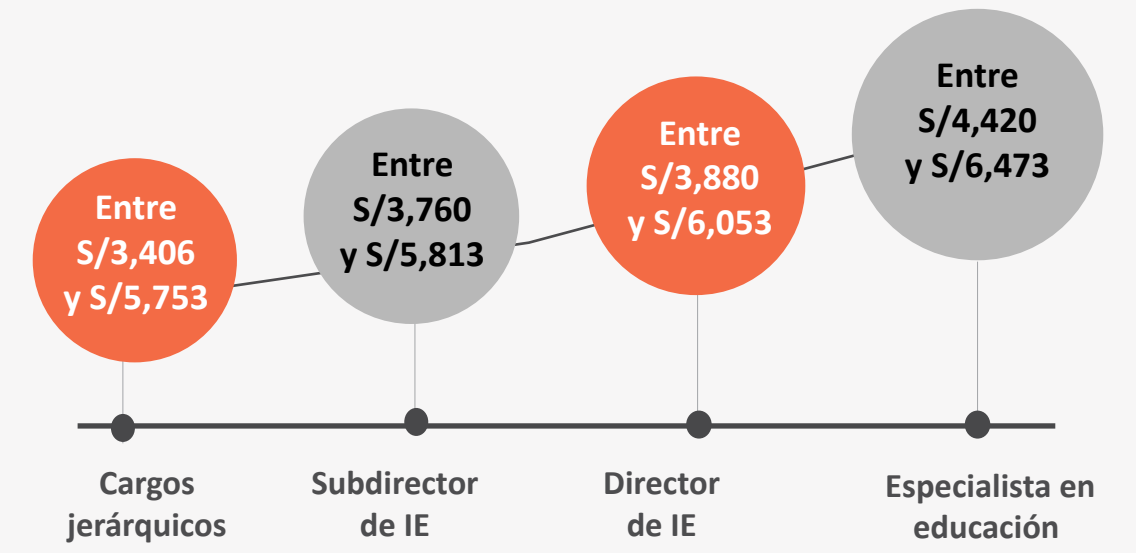 Entre
S/3,406
y S/5,753
Entre
S/3,760
y S/5,813
Entre
S/3,880
y S/6,053
Entre
S/4,420
y S/6,473
Cargos
jerárquicos
Subdirector
de IE
Director
de IE
Especialista en
educación